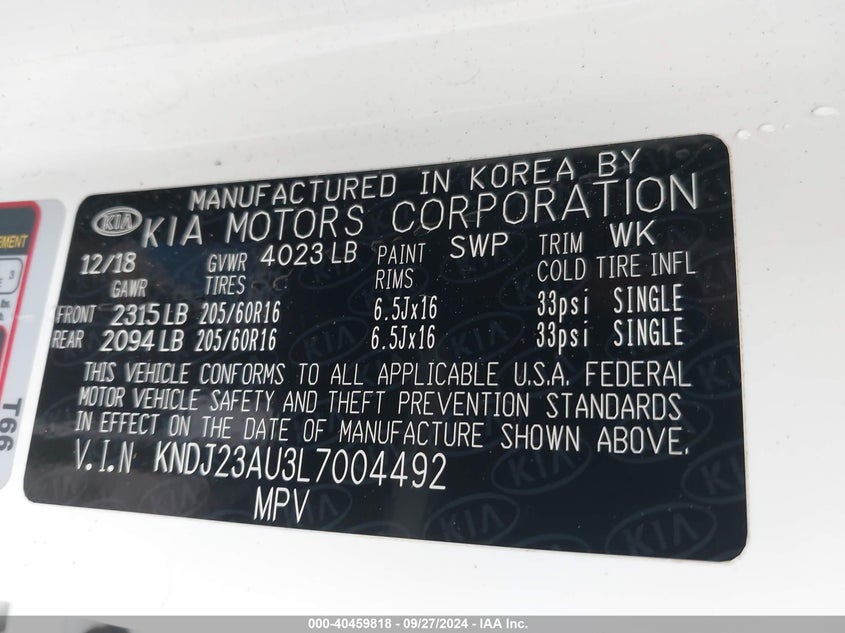 MANUFACTURED IN KOREA BY
KIA KIA MOTORS CORPORATION
12/18 GVWR 4023 LB PAINT SWP TRIM WK
GAWR TIRES RIMS COLD TIRE INFL
FRONT 2315 LB 205/60R16 6.5Jx16 33psi SINGLE
REAR 2094 LB 205/60R16 6.5Jx16 33psi SINGLE
THIS VEHICLE CONFORMS TO ALL APPLICABLE U.S.A. FEDERAL
MOTOR VEHICLE SAFETY AND THEFT PREVENTION STANDARDS
IN EFFECT ON THE DATE OF MANUFACTURE SHOWN ABOVE.
V.I.N KNDJ23AU3L7004492
MPV
T66
000-40459818 - 09/27/2024 - IAA Inc.